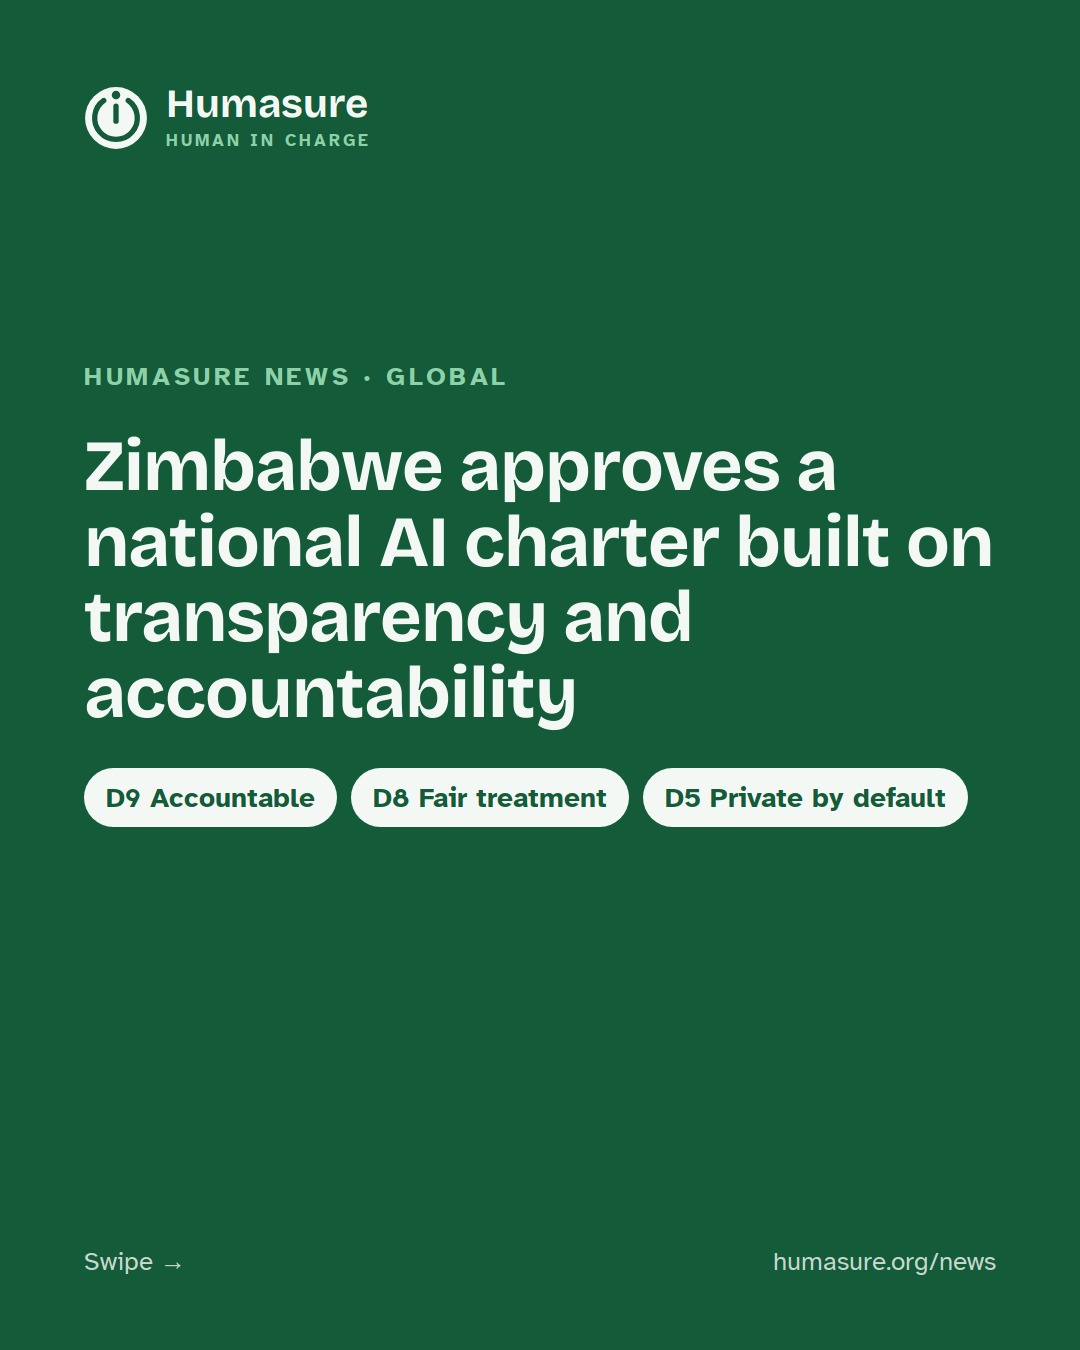 Humasure
HUMAN IN CHARGE
HUMASURE NEWS · GLOBAL
Zimbabwe approves a
national AI charter built on
transparency and
accountability
D9 Accountable
D8 Fair treatment
D5 Private by default
Swipe →
humasure.org/news